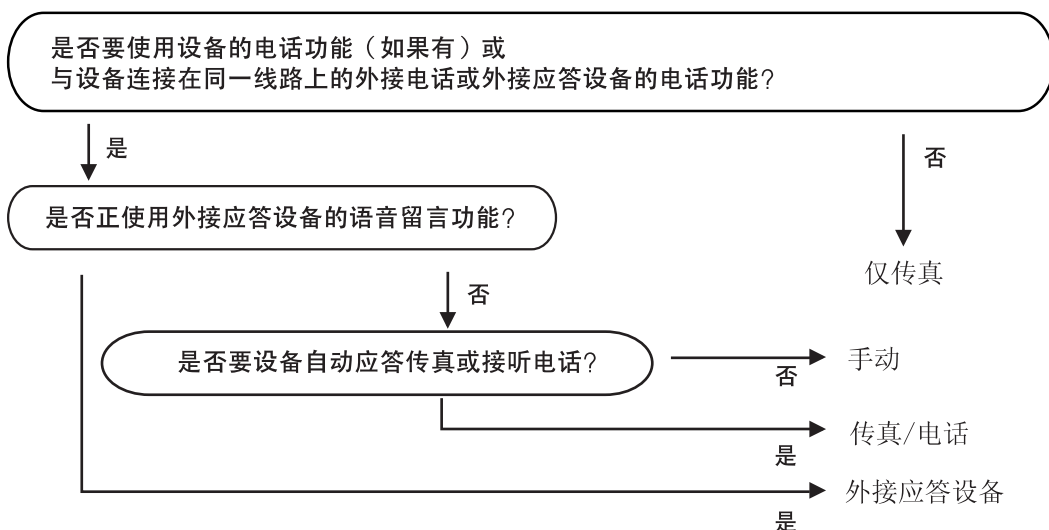 是否要使用设备的电话功能（如果有）或
与设备连接在同一线路上的外接电话或外接应答设备的电话功能？
是
否
是否正使用外接应答设备的语音留言功能？
仅传真
否
是否要设备自动应答传真或接听电话？
手动
否
传真/电话
是
外接应答设备
是